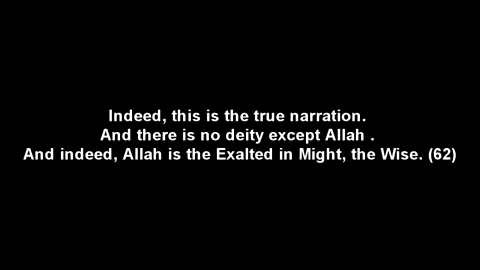 Indeed, this is the true narration.
And there is no deity except Allah .
And indeed, Allah is the Exalted in Might, the Wise. (62)